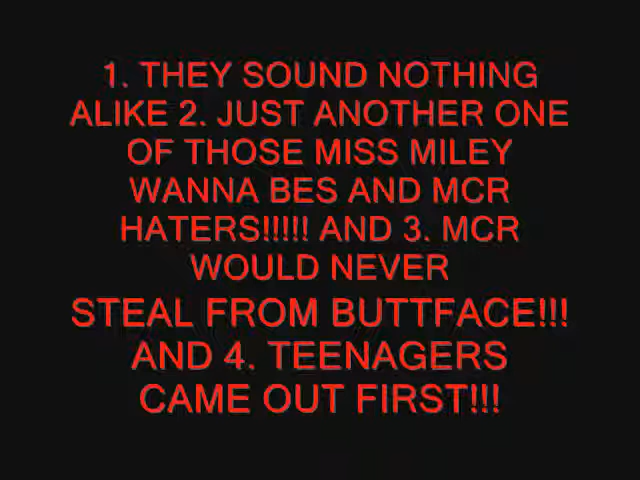 1. THEY SOUND NOTHING
ALIKE 2. JUST ANOTHER ONE
OF THOSE MISS MILEY
WANNA BES AND MCR
HATERS!!!!! AND 3. MCR
WOULD NEVER
STEAL FROM BUTTFACE!!!
AND 4. TEENAGERS
CAME OUT FIRST!!!